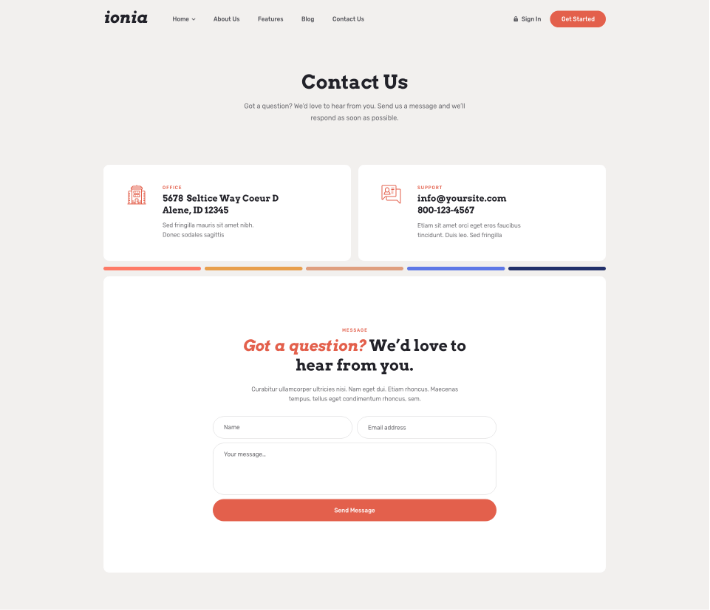 ionia
Home
About Us
Features
Blog
Contact Us
Sign In
Get Started
Contact Us
Got a question? We'd love to hear from you. Send us a message and we'll
respond as soon as possible.
OFFICE
5678 Seltice Way Coeur D
Alene, ID 12345
Sed fringilla mauris sit amet nibh.
Donec sodales sagittis
SUPPORT
info@yoursite.com
800-123-4567
Etiam sit amet orci eget eros faucibus
tincidunt. Duis leo. Sed fringilla
MESSAGE
Got a question? We’d love to
hear from you.
Curabitur ullamcorper ultricies nisi. Nam eget dui. Etiam rhoncus. Maecenas
tempus, tellus eget condimentum rhoncus, sem.
Name
Email address
Your message...
Send Message